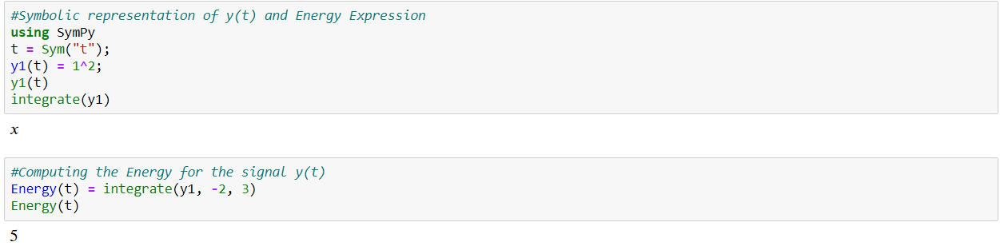 #Symbolic representation of y(t) and Energy Expression
using SymPy
t = Sym("t");
y1(t) = 1^2;
y1(t)
integrate(y1)
x
#Computing the Energy for the signal y(t)
Energy(t) = integrate(y1, -2, 3)
Energy(t)
5